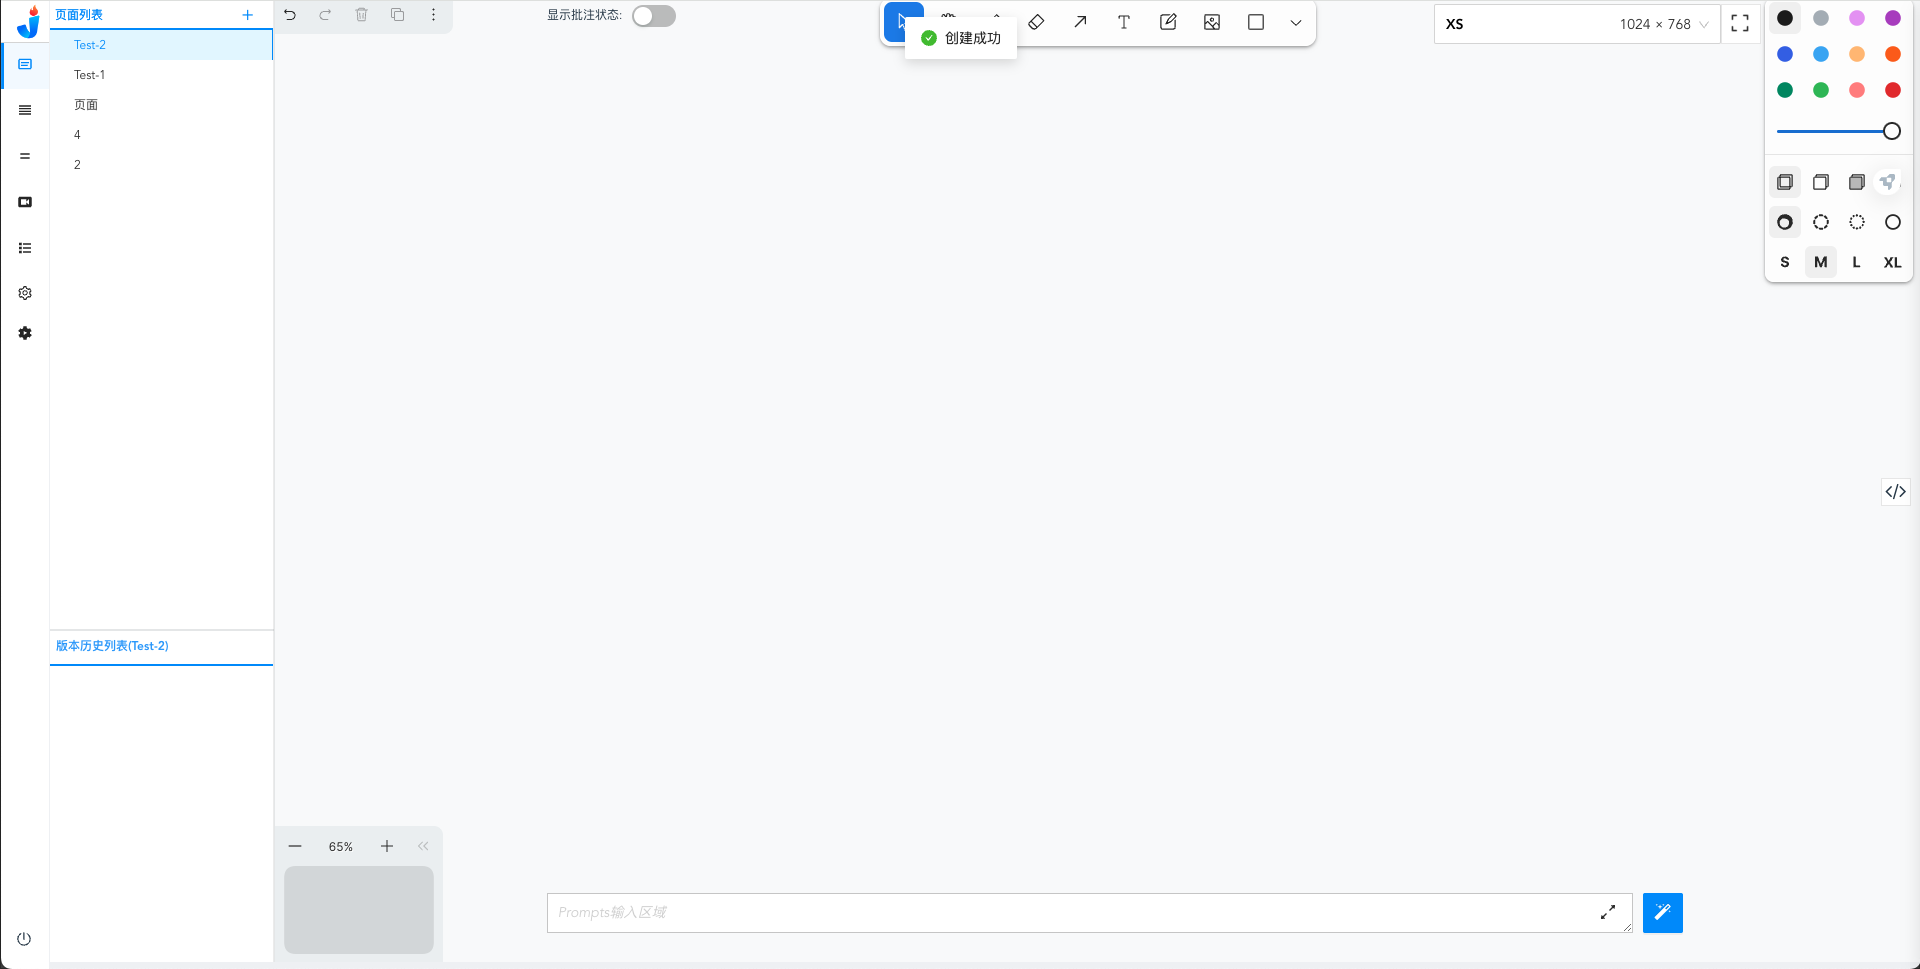 页面列表
Test-2
Test-1
页面
4
2
版本历史列表(Test-2)
显示批注状态:
创建成功
XS
1024 × 768
S
M
L
XL
65%
Prompts输入区域